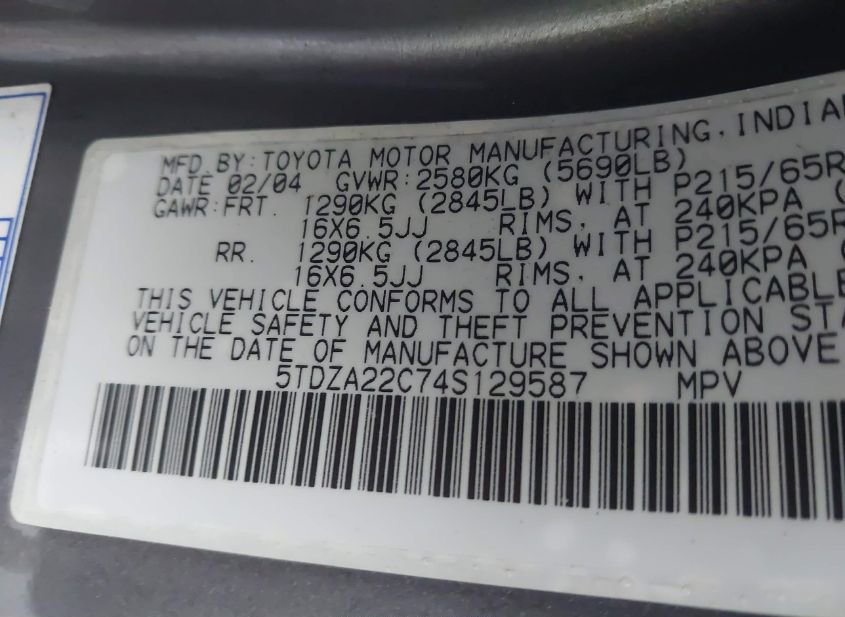 MFD. BY: TOYOTA MOTOR MANUFACTURING, INDIA
DATE 02/04 GVWR: 2580KG (5690LB)
GAWR: FRT. 1290KG (2845LB) WITH P215/65R
16X6.5JJ RIMS, AT 240KPA (
RR. 1290KG (2845LB) WITH P215/65R
16X6.5JJ RIMS, AT 240KPA (
THIS VEHICLE CONFORMS TO ALL APPLICABLE
VEHICLE SAFETY AND THEFT PREVENTION STA
ON THE DATE OF MANUFACTURE SHOWN ABOVE
5TDZA22C74S129587 MPV